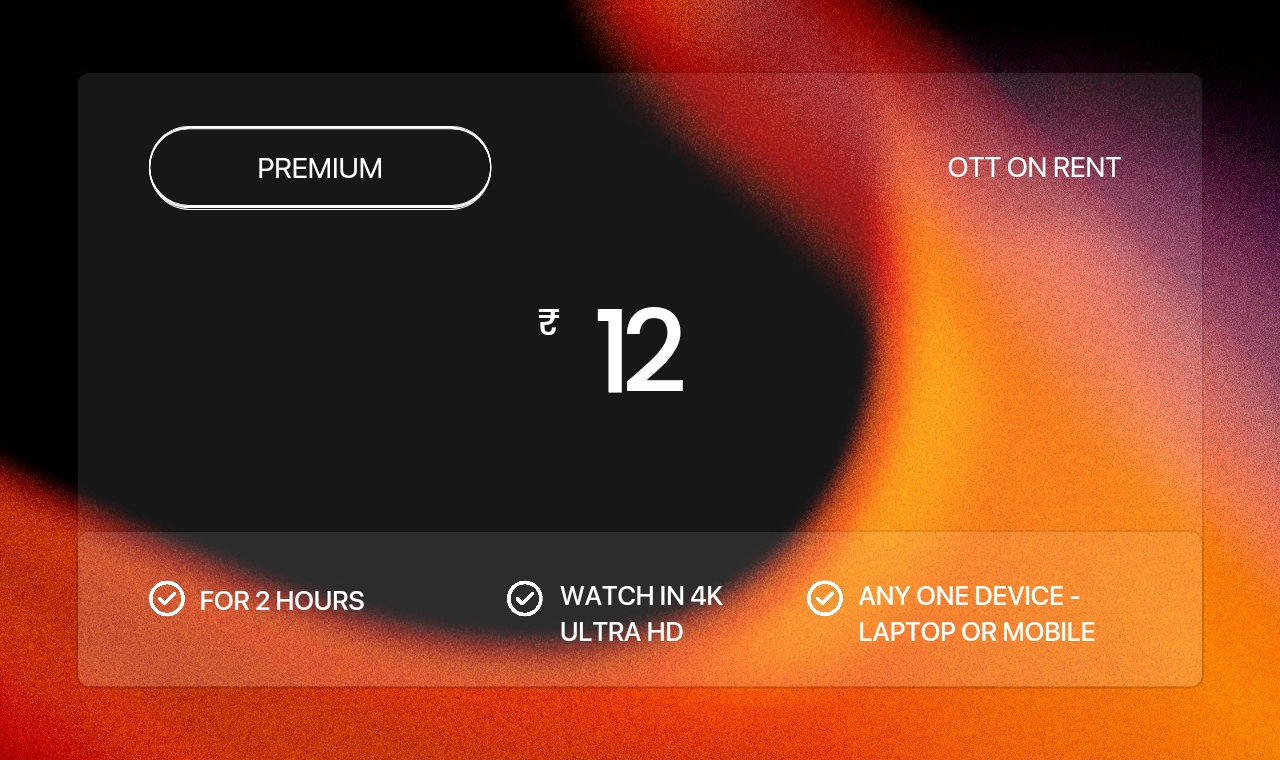 PREMIUM
OTT ON RENT
₹ 12
FOR 2 HOURS
WATCH IN 4K
ULTRA HD
ANY ONE DEVICE -
LAPTOP OR MOBILE